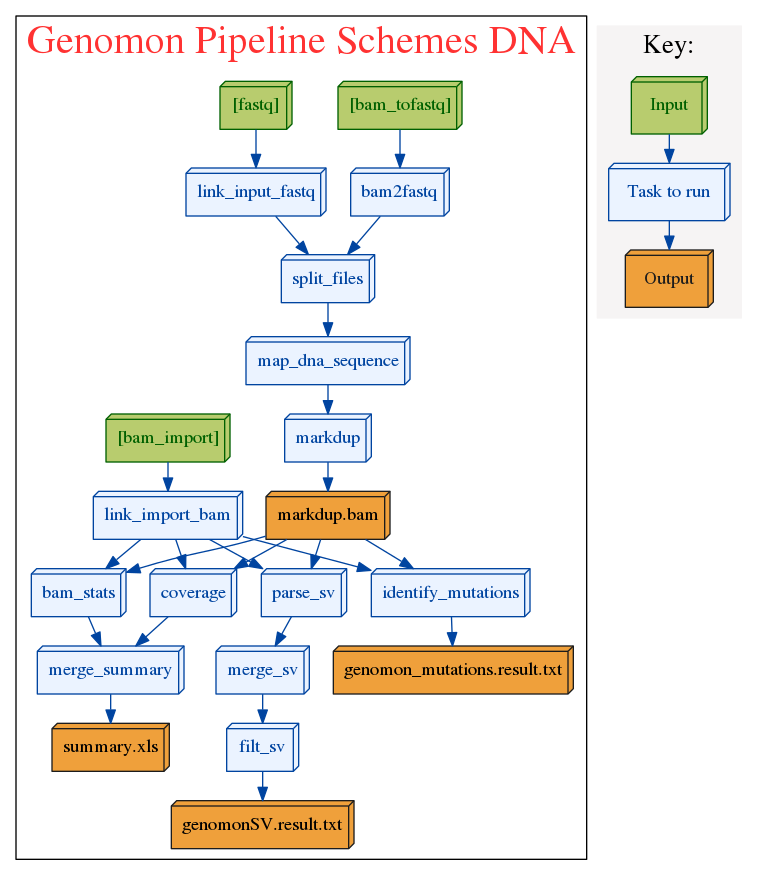 Genomon Pipeline Schemes DNA
Key:
[fastq]
[bam_tofastq]
Input
link_input_fastq
bam2fastq
Task to run
split_files
Output
map_dna_sequence
[bam_import]
markdup
link_import_bam
markdup.bam
bam_stats
coverage
parse_sv
identify_mutations
merge_summary
merge_sv
genomon_mutations.result.txt
summary.xls
filt_sv
genomonSV.result.txt